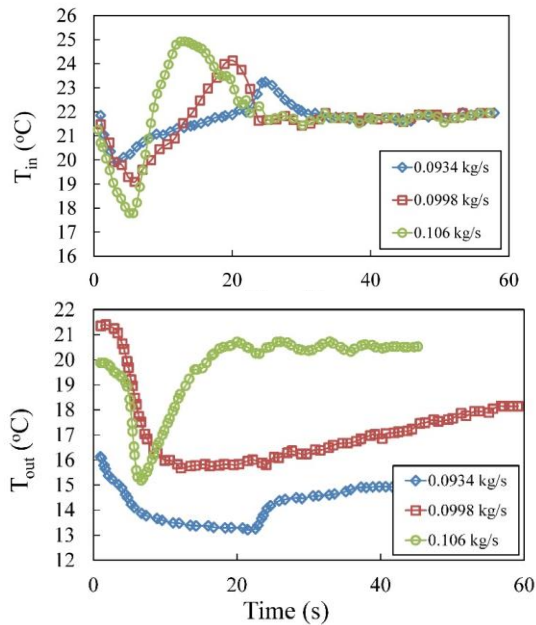 26
25
24
23
22
21
20
19
18
17
16
T_in (°C)
0 20 40 60
0.0934 kg/s
0.0998 kg/s
0.106 kg/s
22
21
20
19
18
17
16
15
14
13
12
T_out (°C)
0 20 40 60
0.0934 kg/s
0.0998 kg/s
0.106 kg/s
Time (s)